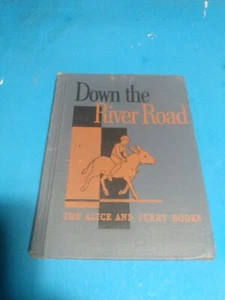 Down the
River Road
THE ALICE AND JERRY BOOKS